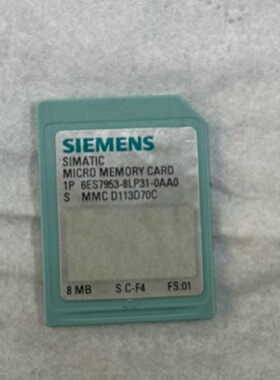 SIEMENS
SIMATIC
MICRO MEMORY CARD
1P 6ES7953-8LP31-0AA0
S MMC D113D70C
8 MB S C-F4 FS:01